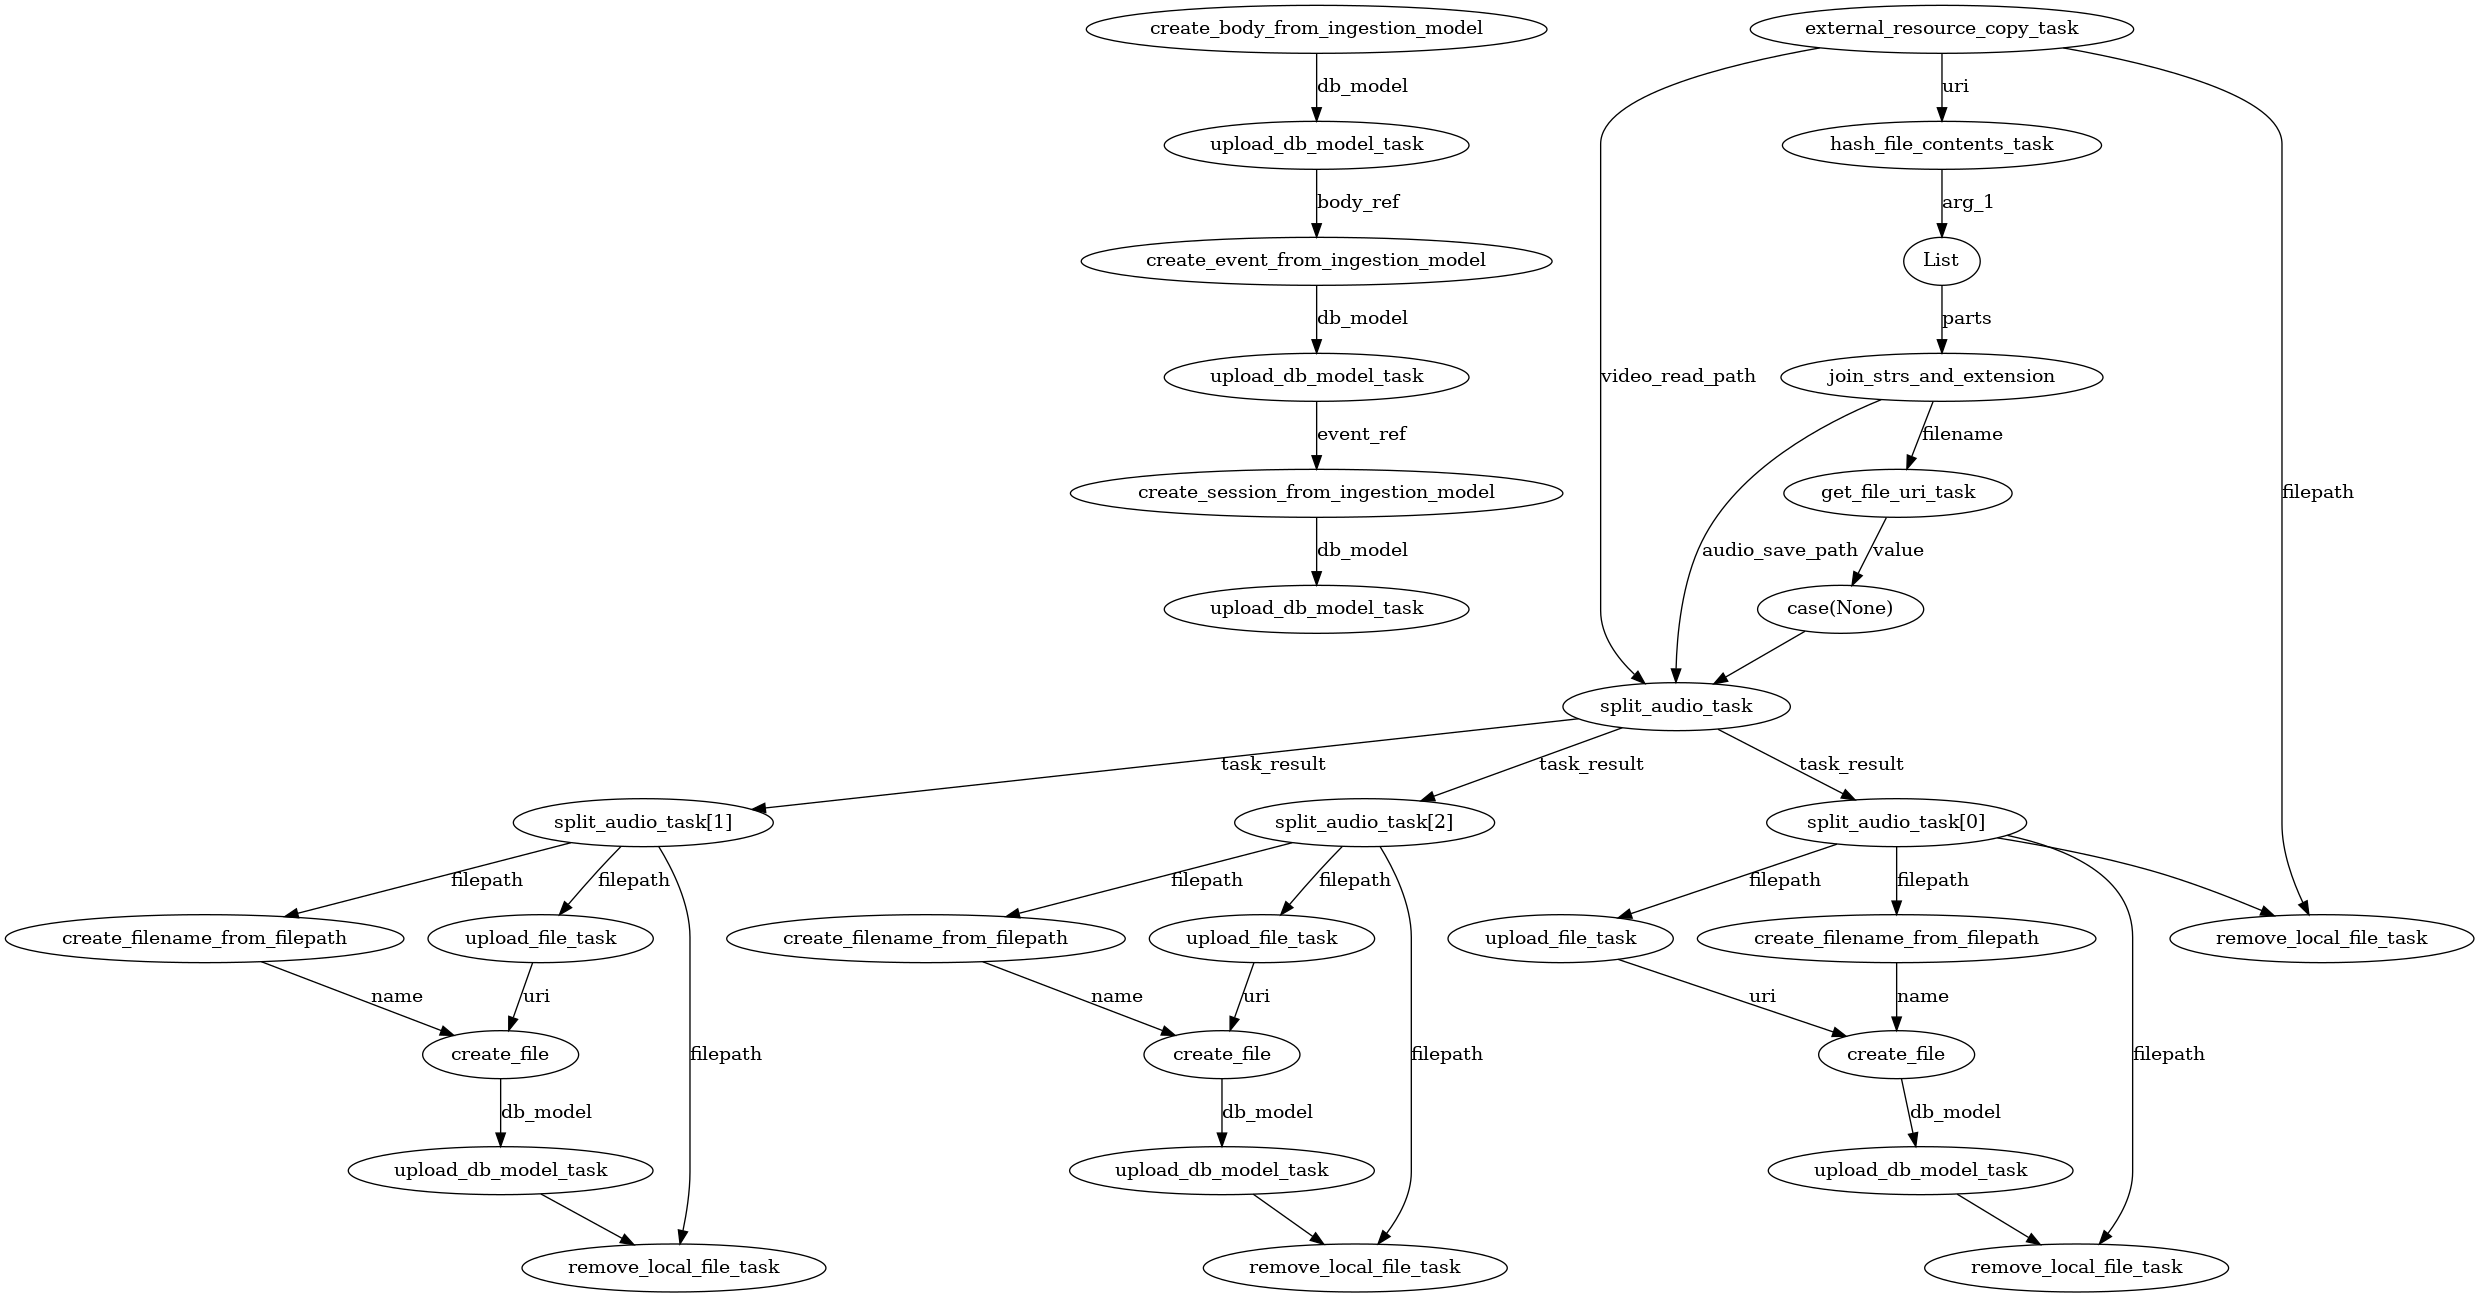 create_body_from_ingestion_model
external_resource_copy_task
db_model
uri
upload_db_model_task
hash_file_contents_task
body_ref
arg_1
create_event_from_ingestion_model
List
db_model
parts
upload_db_model_task
video_read_path
join_strs_and_extension
event_ref
filename
create_session_from_ingestion_model
get_file_uri_task
filepath
db_model
audio_save_path
value
upload_db_model_task
case(None)
split_audio_task
task_result
task_result
task_result
split_audio_task[1]
split_audio_task[2]
split_audio_task[0]
filepath
filepath
filepath
filepath
filepath
filepath
create_filename_from_filepath
upload_file_task
create_filename_from_filepath
upload_file_task
upload_file_task
create_filename_from_filepath
remove_local_file_task
name
uri
name
uri
uri
name
create_file
filepath
create_file
filepath
create_file
filepath
db_model
db_model
db_model
upload_db_model_task
upload_db_model_task
upload_db_model_task
remove_local_file_task
remove_local_file_task
remove_local_file_task